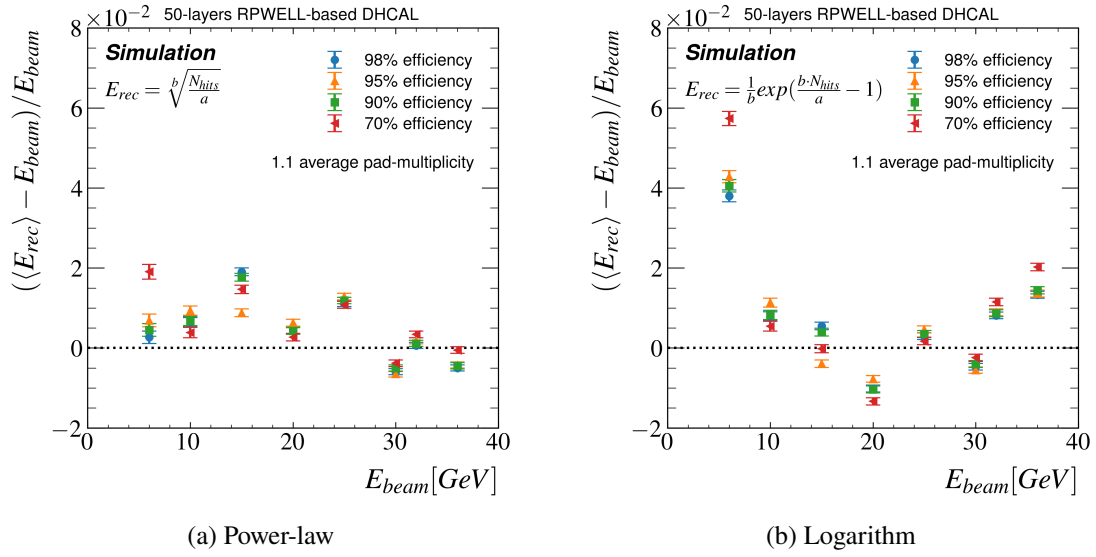 50-layers RPWELL-based DHCAL
×10⁻²
Simulation
E_rec = \sqrt[b]{\frac{N_hits}{a}}
98% efficiency
95% efficiency
90% efficiency
70% efficiency
1.1 average pad-multiplicity
(⟨E_rec⟩ − E_beam)/E_beam
8
6
4
2
0
−2
0 10 20 30 40
E_beam[GeV]
(a) Power-law
50-layers RPWELL-based DHCAL
×10⁻²
Simulation
E_rec = \frac{1}{b}exp(\frac{b·N_hits}{a} − 1)
98% efficiency
95% efficiency
90% efficiency
70% efficiency
1.1 average pad-multiplicity
(⟨E_rec⟩ − E_beam)/E_beam
8
6
4
2
0
−2
0 10 20 30 40
E_beam[GeV]
(b) Logarithm